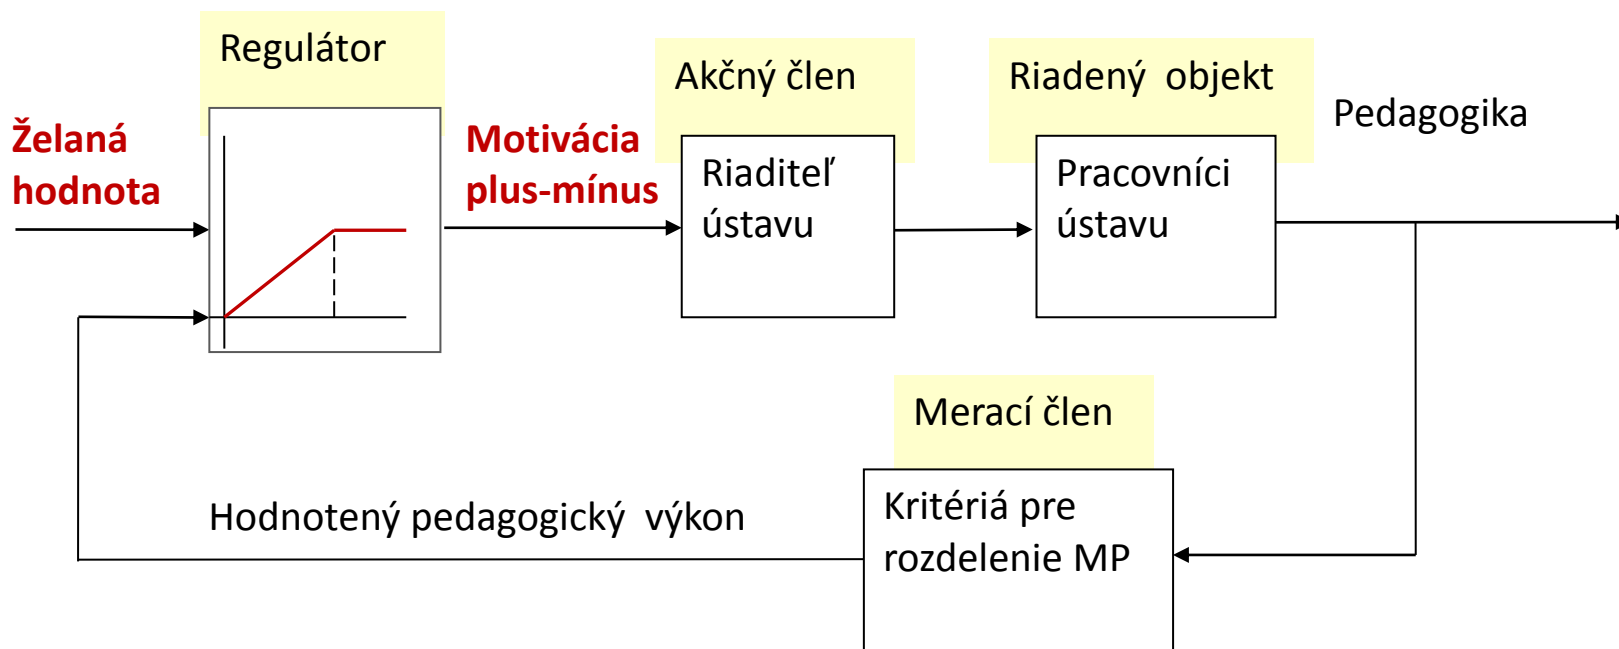 Regulátor
Akčný člen
Riadený objekt
Pedagogika
Želaná
hodnota
Motivácia
plus-mínus
Riaditeľ
ústavu
Pracovníci
ústavu
Merací člen
Hodnotený pedagogický výkon
Kritériá pre
rozdelenie MP